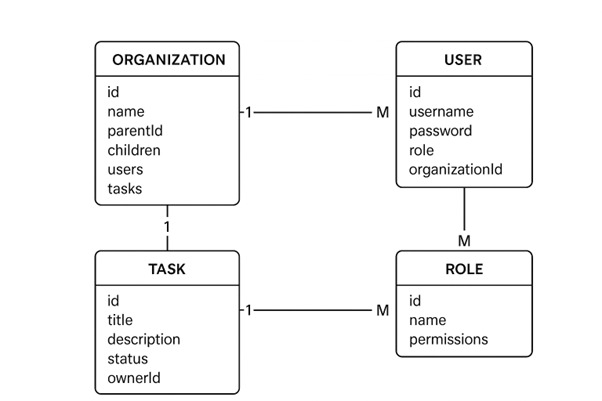 ORGANIZATION
id
name
parentId
children
users
tasks
1
M
USER
id
username
password
role
organizationId
1
M
TASK
id
title
description
status
ownerId
1
M
ROLE
id
name
permissions